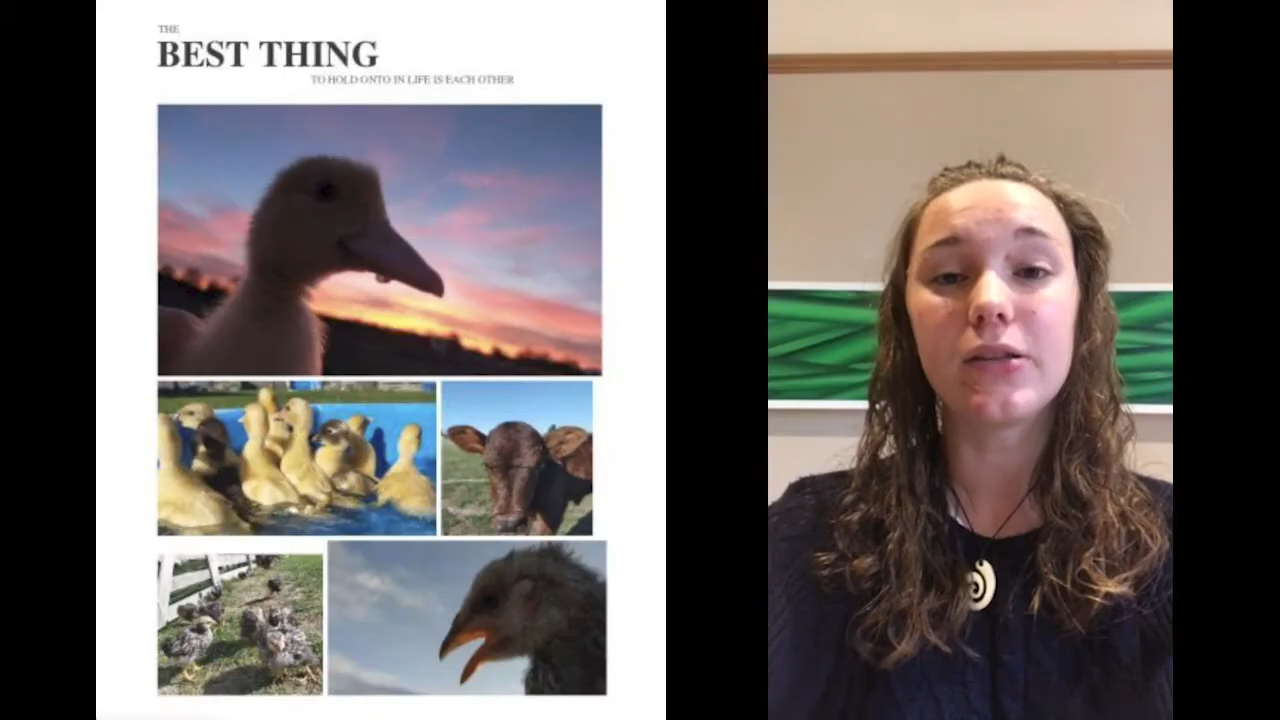 THE
BEST THING
TO HOLD ONTO IN LIFE IS EACH OTHER